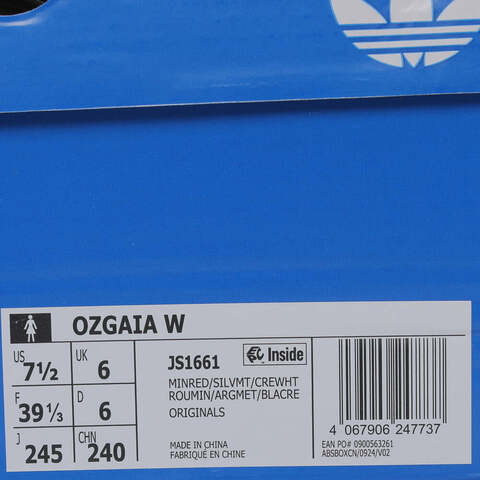 OZGAIA W
US 7½ UK 6
F 39⅓ D 6
J 245 CHN 240
JS1661 Inside
MINRED/SILVMT/CREWHT
ROUMIN/ARGMET/BLACRE
ORIGINALS
MADE IN CHINA
FABRIQUÉ EN CHINE
4 067906 247737
EAN PO# 0900563261
ABSBOXCN/0924/V02